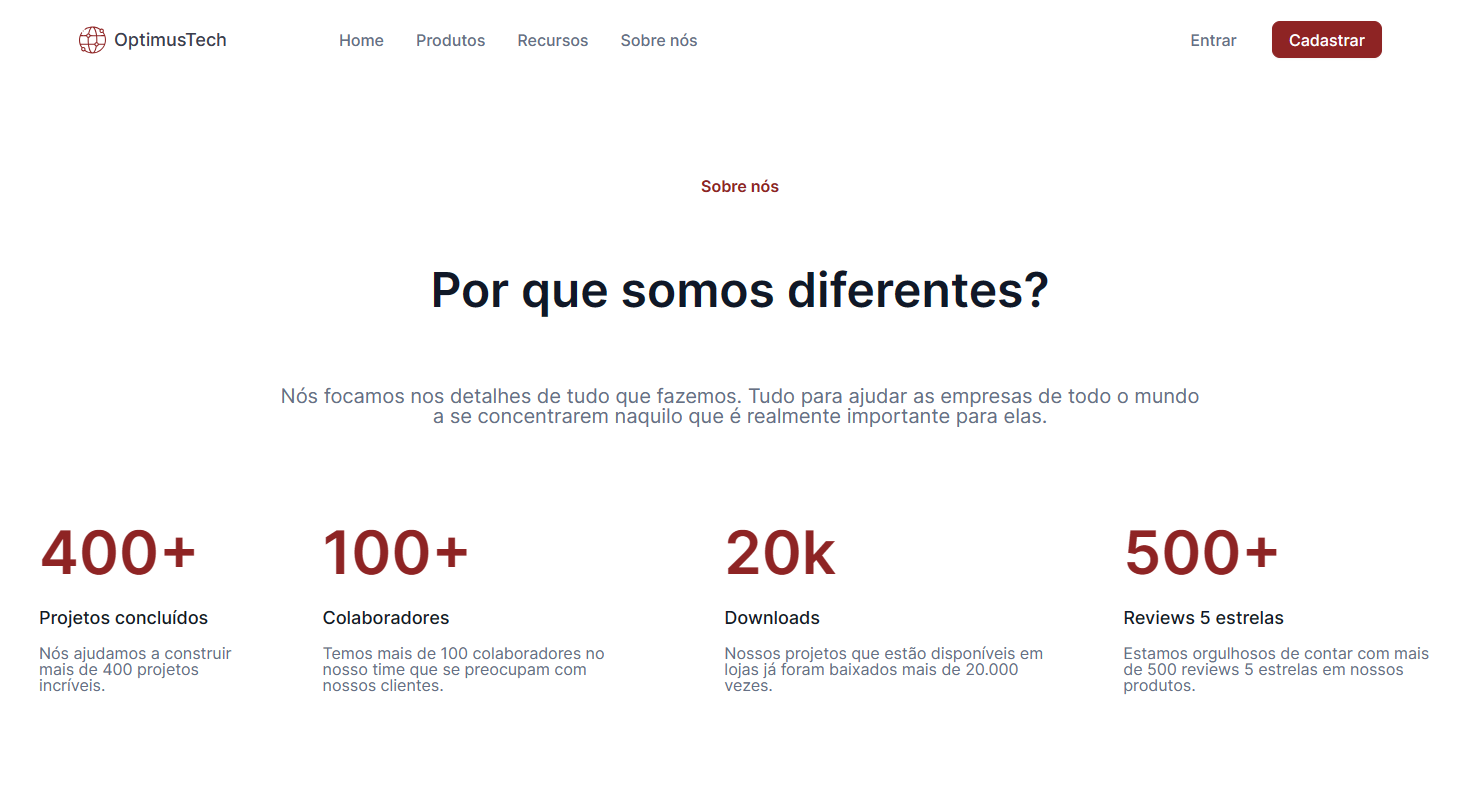 OptimusTech
Home
Produtos
Recursos
Sobre nós
Entrar
Cadastrar
Sobre nós
Por que somos diferentes?
Nós focamos nos detalhes de tudo que fazemos. Tudo para ajudar as empresas de todo o mundo
a se concentrarem naquilo que é realmente importante para elas.
400+
Projetos concluídos
Nós ajudamos a construir
mais de 400 projetos
incríveis.
100+
Colaboradores
Temos mais de 100 colaboradores no
nosso time que se preocupam com
nossos clientes.
20k
Downloads
Nossos projetos que estão disponíveis em
lojas já foram baixados mais de 20.000
vezes.
500+
Reviews 5 estrelas
Estamos orgulhosos de contar com mais
de 500 reviews 5 estrelas em nossos
produtos.